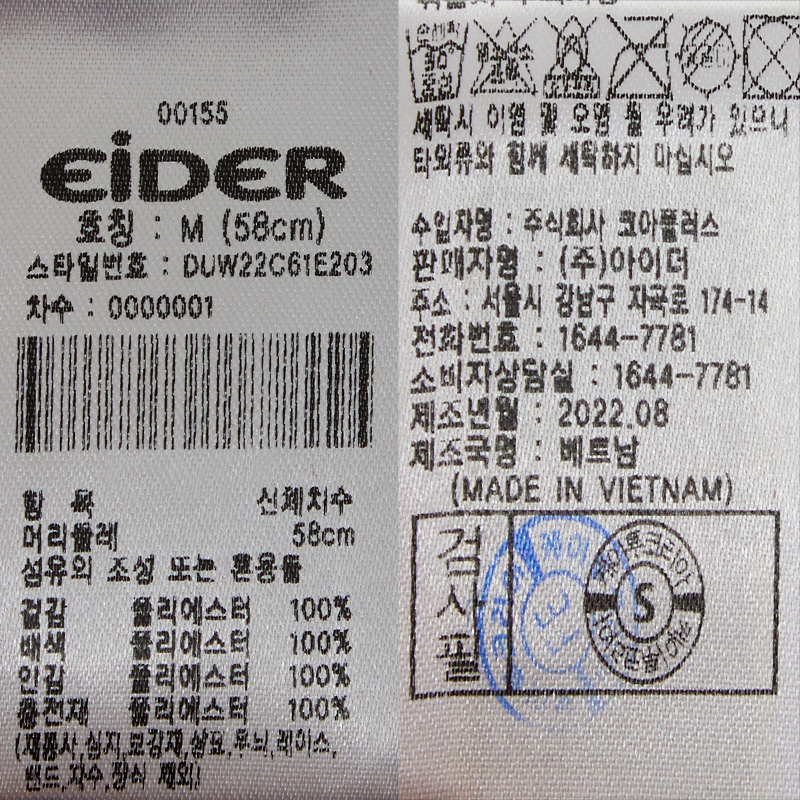 00155
EiDER
호칭 : M (58cm)
스타일번호 : DUW22C61E203
차수 : 0000001
항 목 신체치수
머리둘레 58cm
섬유의 조성 또는 혼용률
겉감 폴리에스터 100%
배색 폴리에스터 100%
안감 폴리에스터 100%
충전재 폴리에스터 100%
(재봉사,심지,보강재,상표,무늬,레이스,
밴드,자수,장식 제외)
세탁시 이염 및 오염 될 우려가 있으니
타의류와 함께 세탁하지 마십시오
수입자명 : 주식회사 코마플러스
판매자명 : (주)아이더
주소 : 서울시 강남구 자곡로 174-14
전화번호 : 1644-7781
소비자상담실 : 1644-7781
제조년월 : 2022.08
제조국명 : 베트남
(MADE IN VIETNAM)
검사필
S